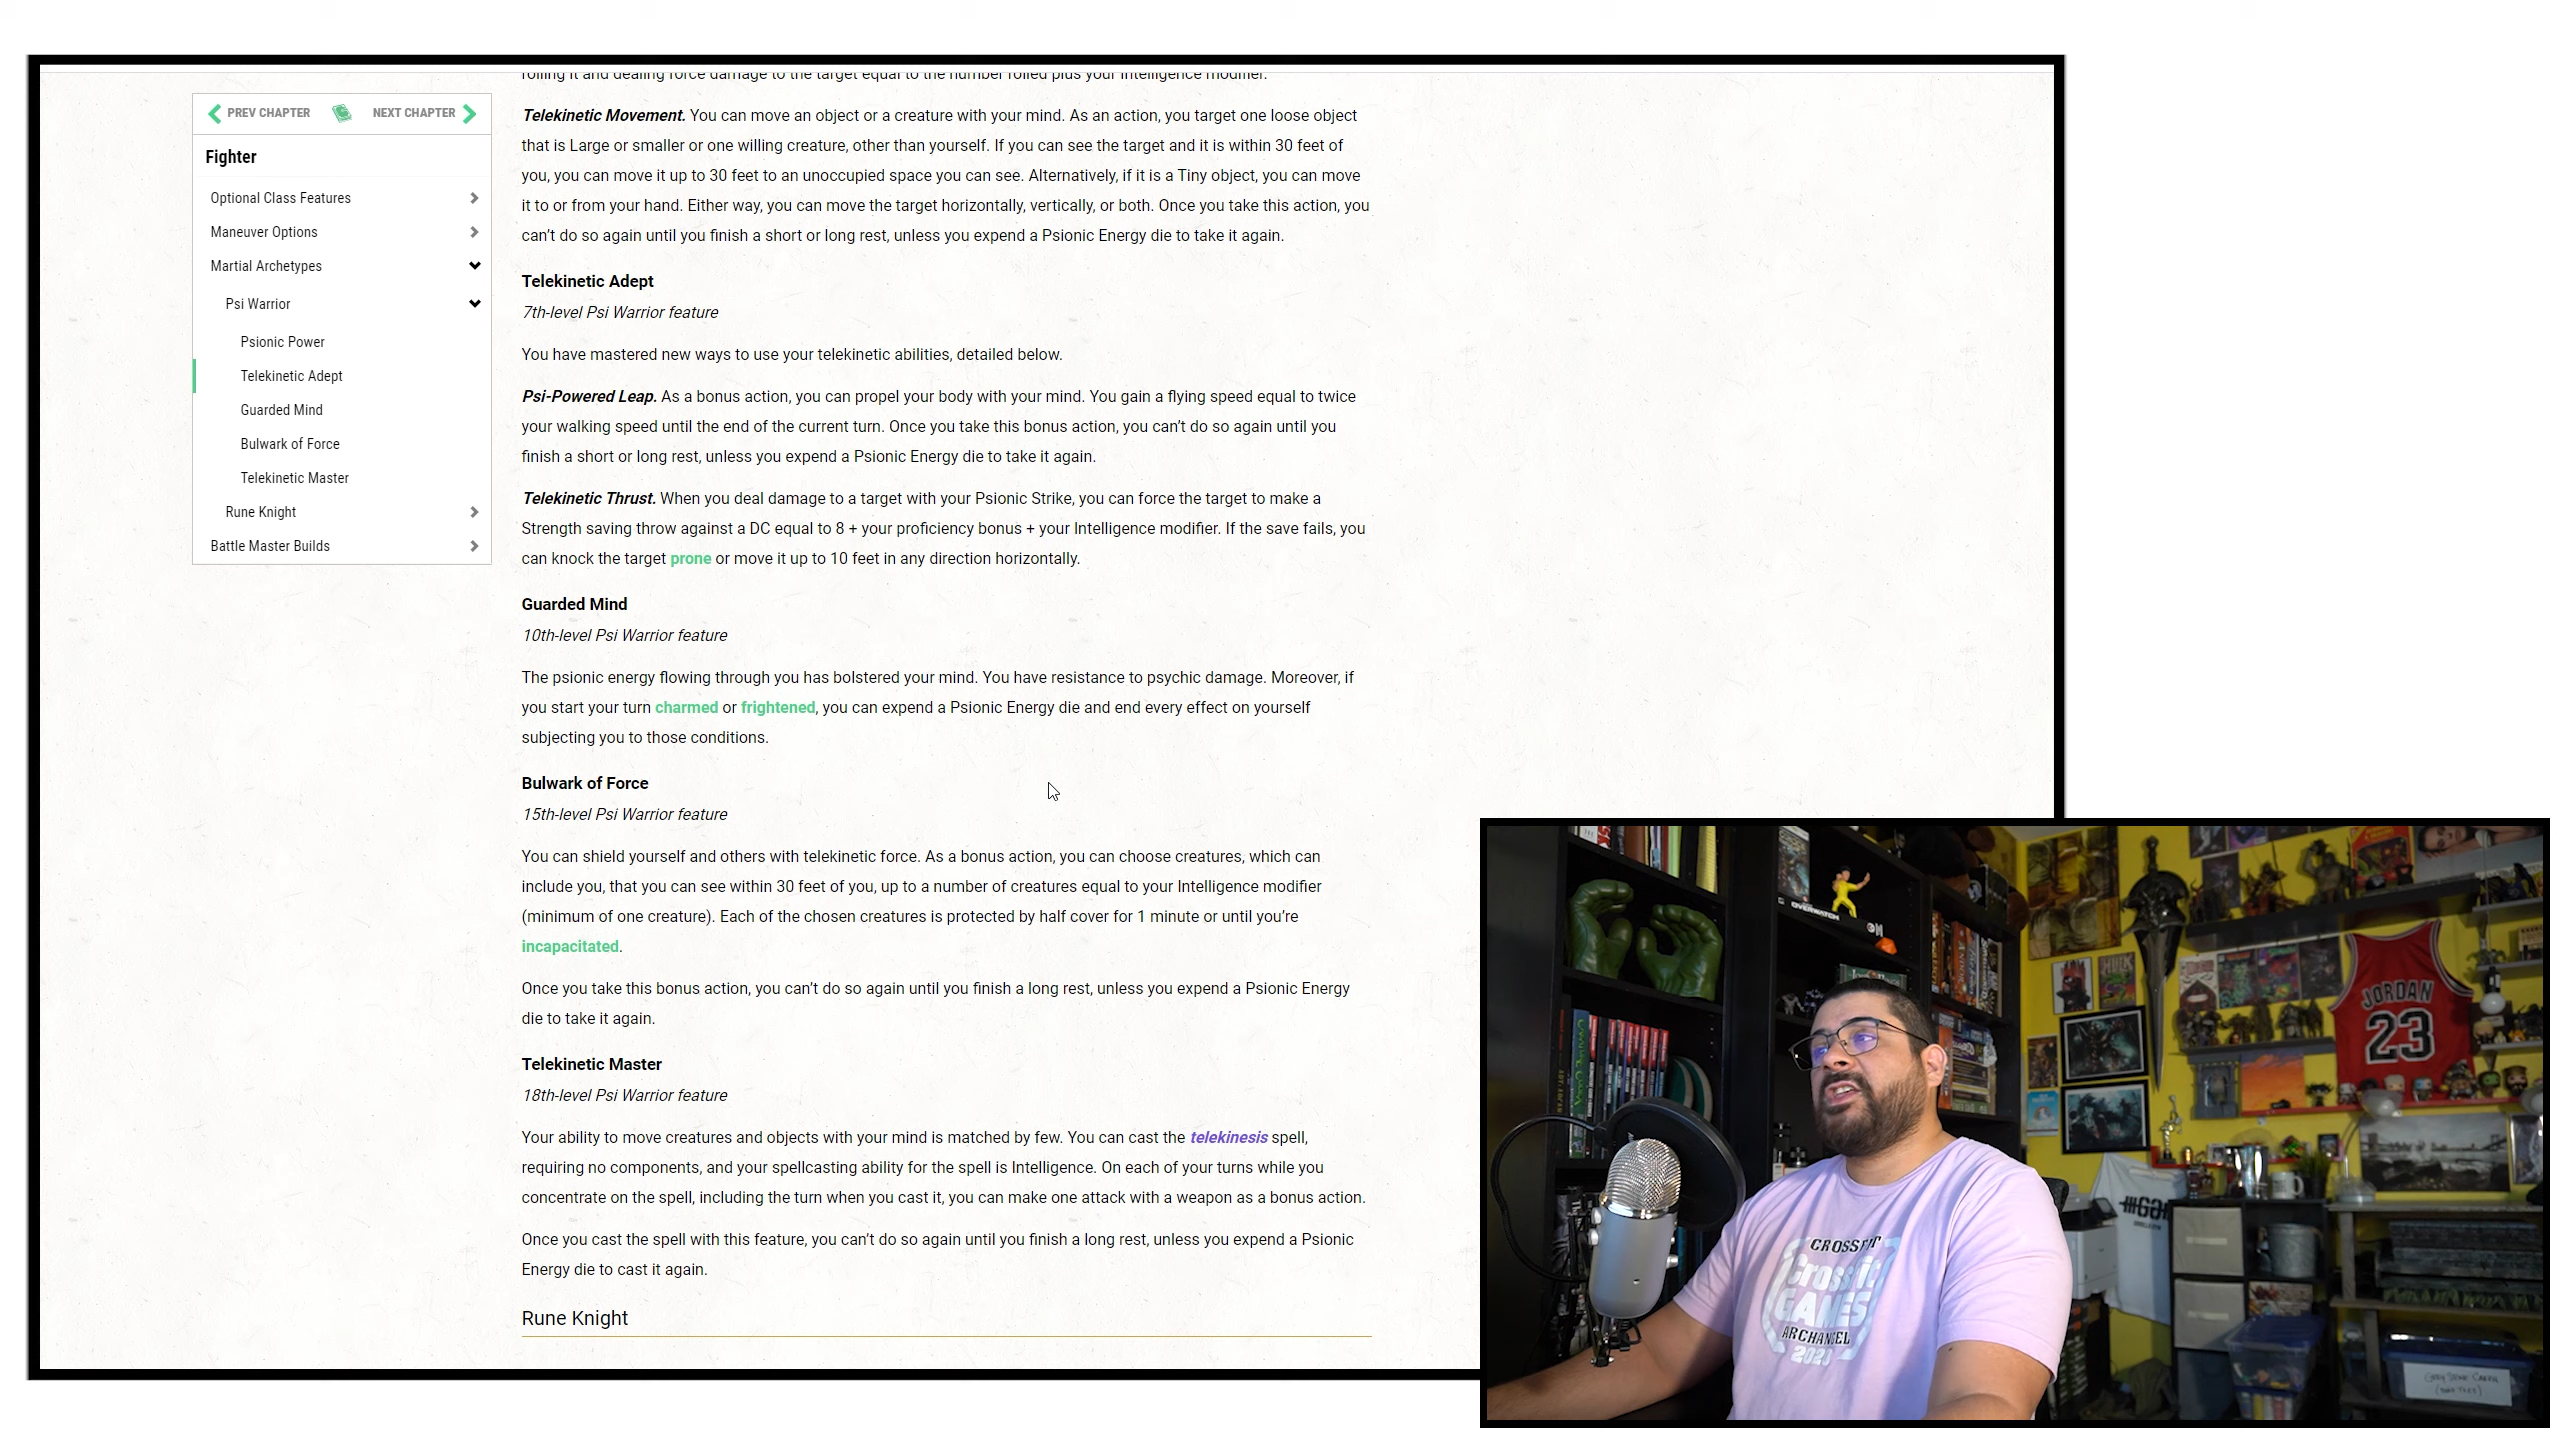 PREV CHAPTER
NEXT CHAPTER
Fighter
Optional Class Features
Maneuver Options
Martial Archetypes
Psi Warrior
Psionic Power
Telekinetic Adept
Guarded Mind
Bulwark of Force
Telekinetic Master
Rune Knight
Battle Master Builds
rolling it and dealing force damage to the target equal to the number rolled plus your Intelligence modifier.
Telekinetic Movement. You can move an object or a creature with your mind. As an action, you target one loose object
that is Large or smaller or one willing creature, other than yourself. If you can see the target and it is within 30 feet of
you, you can move it up to 30 feet to an unoccupied space you can see. Alternatively, if it is a Tiny object, you can move
it to or from your hand. Either way, you can move the target horizontally, vertically, or both. Once you take this action, you
can’t do so again until you finish a short or long rest, unless you expend a Psionic Energy die to take it again.
Telekinetic Adept
7th-level Psi Warrior feature
You have mastered new ways to use your telekinetic abilities, detailed below.
Psi-Powered Leap. As a bonus action, you can propel your body with your mind. You gain a flying speed equal to twice
your walking speed until the end of the current turn. Once you take this bonus action, you can’t do so again until you
finish a short or long rest, unless you expend a Psionic Energy die to take it again.
Telekinetic Thrust. When you deal damage to a target with your Psionic Strike, you can force the target to make a
Strength saving throw against a DC equal to 8 + your proficiency bonus + your Intelligence modifier. If the save fails, you
can knock the target prone or move it up to 10 feet in any direction horizontally.
Guarded Mind
10th-level Psi Warrior feature
The psionic energy flowing through you has bolstered your mind. You have resistance to psychic damage. Moreover, if
you start your turn charmed or frightened, you can expend a Psionic Energy die and end every effect on yourself
subjecting you to those conditions.
Bulwark of Force
15th-level Psi Warrior feature
You can shield yourself and others with telekinetic force. As a bonus action, you can choose creatures, which can
include you, that you can see within 30 feet of you, up to a number of creatures equal to your Intelligence modifier
(minimum of one creature). Each of the chosen creatures is protected by half cover for 1 minute or until you’re
incapacitated.
Once you take this bonus action, you can’t do so again until you finish a long rest, unless you expend a Psionic Energy
die to take it again.
Telekinetic Master
18th-level Psi Warrior feature
Your ability to move creatures and objects with your mind is matched by few. You can cast the telekinesis spell,
requiring no components, and your spellcasting ability for the spell is Intelligence. On each of your turns while you
concentrate on the spell, including the turn when you cast it, you can make one attack with a weapon as a bonus action.
Once you cast the spell with this feature, you can’t do so again until you finish a long rest, unless you expend a Psionic
Energy die to cast it again.
Rune Knight
OVERWATCH
JORDAN
23
CROSSFIT
CrossFit
GAMES
ARCHANGEL